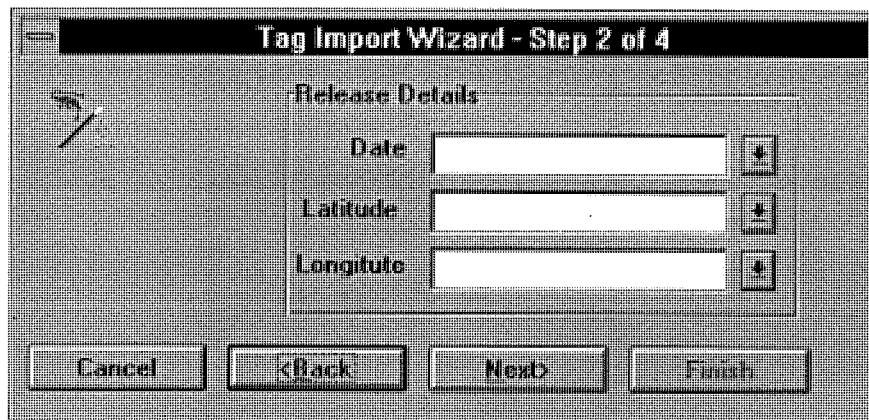 Tag Import Wizard - Step 2 of 4
Release Details
Date
Latitude
Longitute
Cancel <Back Next> Finish